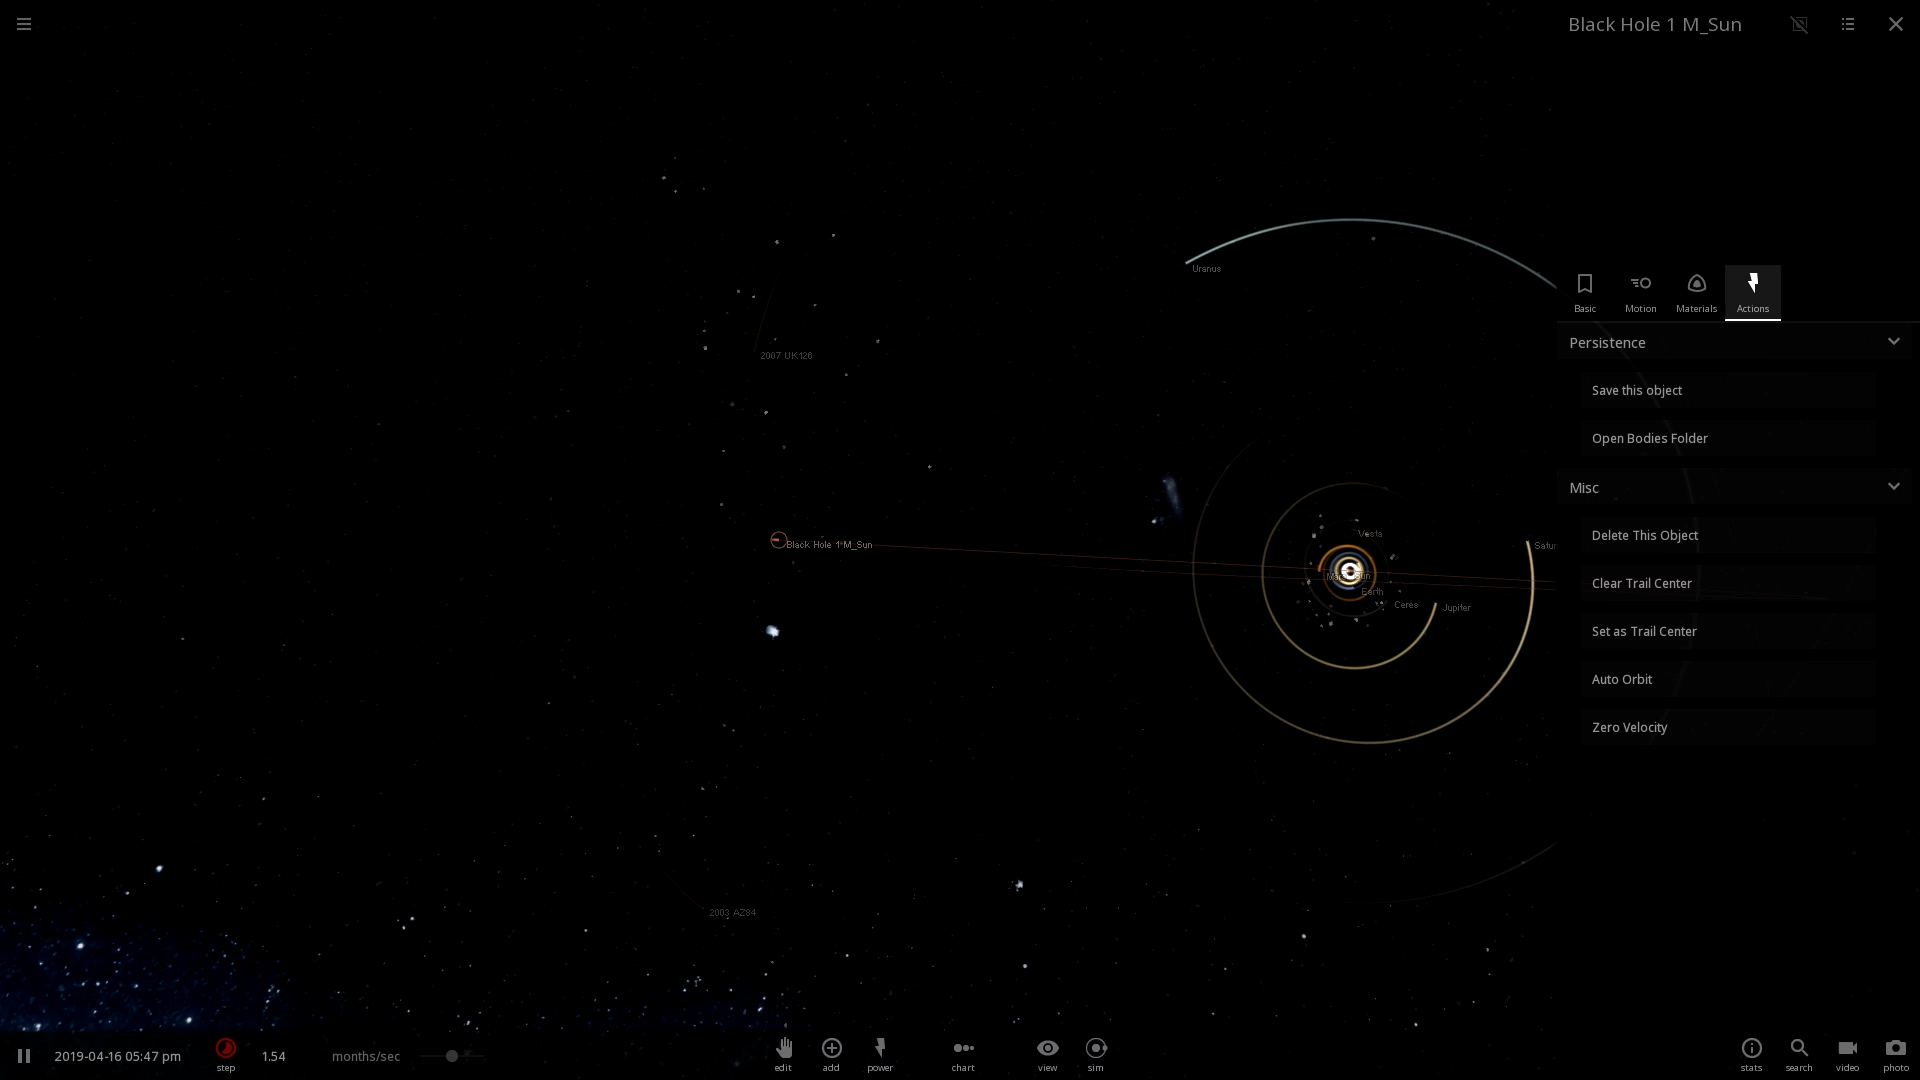 Black Hole 1 M_Sun
Uranus
Basic
Motion
Materials
Actions
Persistence
2007 UK126
Save this object
Open Bodies Folder
Misc
Vesta
Delete This Object
Black Hole 1 M_Sun
Satur
Mars
Sun
Clear Trail Center
Earth
Ceres
Jupiter
Set as Trail Center
Auto Orbit
Zero Velocity
2003 AZ84
2019-04-16 05:47 pm
step
1.54
months/sec
edit
add
power
chart
view
sim
stats
search
video
photo